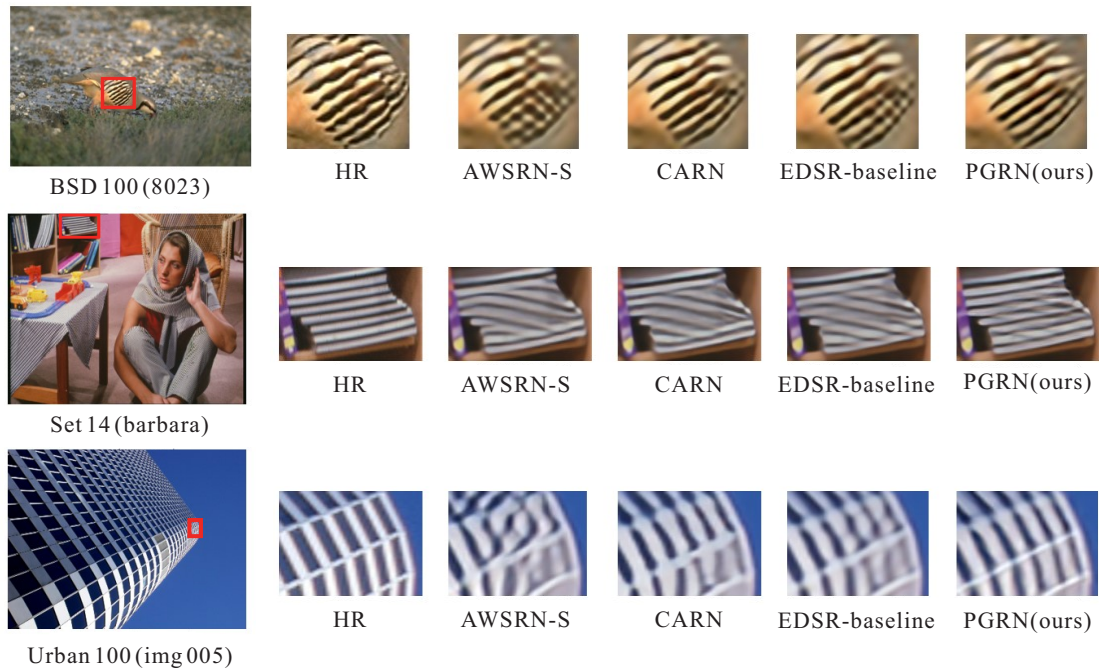 HR AWSRN-S CARN EDSR-baseline PGRN(ours)
BSD 100 (8023)
HR AWSRN-S CARN EDSR-baseline PGRN(ours)
Set 14 (barbara)
HR AWSRN-S CARN EDSR-baseline PGRN(ours)
Urban 100 (img 005)